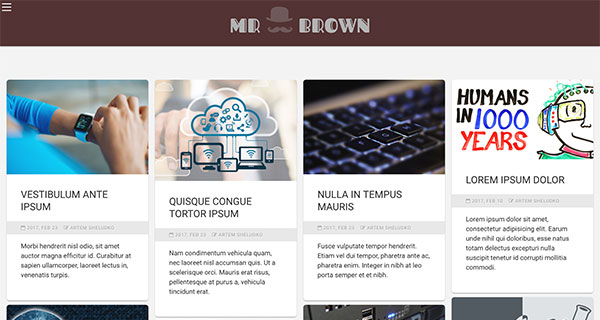 MR BROWN
VESTIBULUM ANTE
IPSUM
2017, FEB 23 ARTEM SHELUDKO
Morbi hendrerit nisl odio, sit amet
auctor magna efficitur id. Curabitur at
sapien ullamcorper, laoreet lectus in,
venenatis turpis.
QUISQUE CONGUE
TORTOR IPSUM
2017, FEB 23 ARTEM SHELUDKO
Nam condimentum vehicula quam,
nec laoreet nisl accumsan quis. Ut a
scelerisque orci. Mauris erat risus,
pellentesque at purus a, vehicula
tincidunt erat.
NULLA IN TEMPUS
MAURIS
2017, FEB 23 ARTEM SHELUDKO
Fusce vulputate tempor hendrerit.
Etiam vel dui tempor, pharetra ante ac,
pharetra enim. Integer in nibh at leo
porta semper et et nibh.
HUMANS
IN 1000
YEARS
LOREM IPSUM DOLOR
2017, FEB 10 ARTEM SHELUDKO
Lorem ipsum dolor sit amet,
consectetur adipisicing elit. Earum
unde nihil qui doloribus, esse natus
totam dolorum veniam laudantium
suscipit tenetur id corrupti mollitia
commodi.